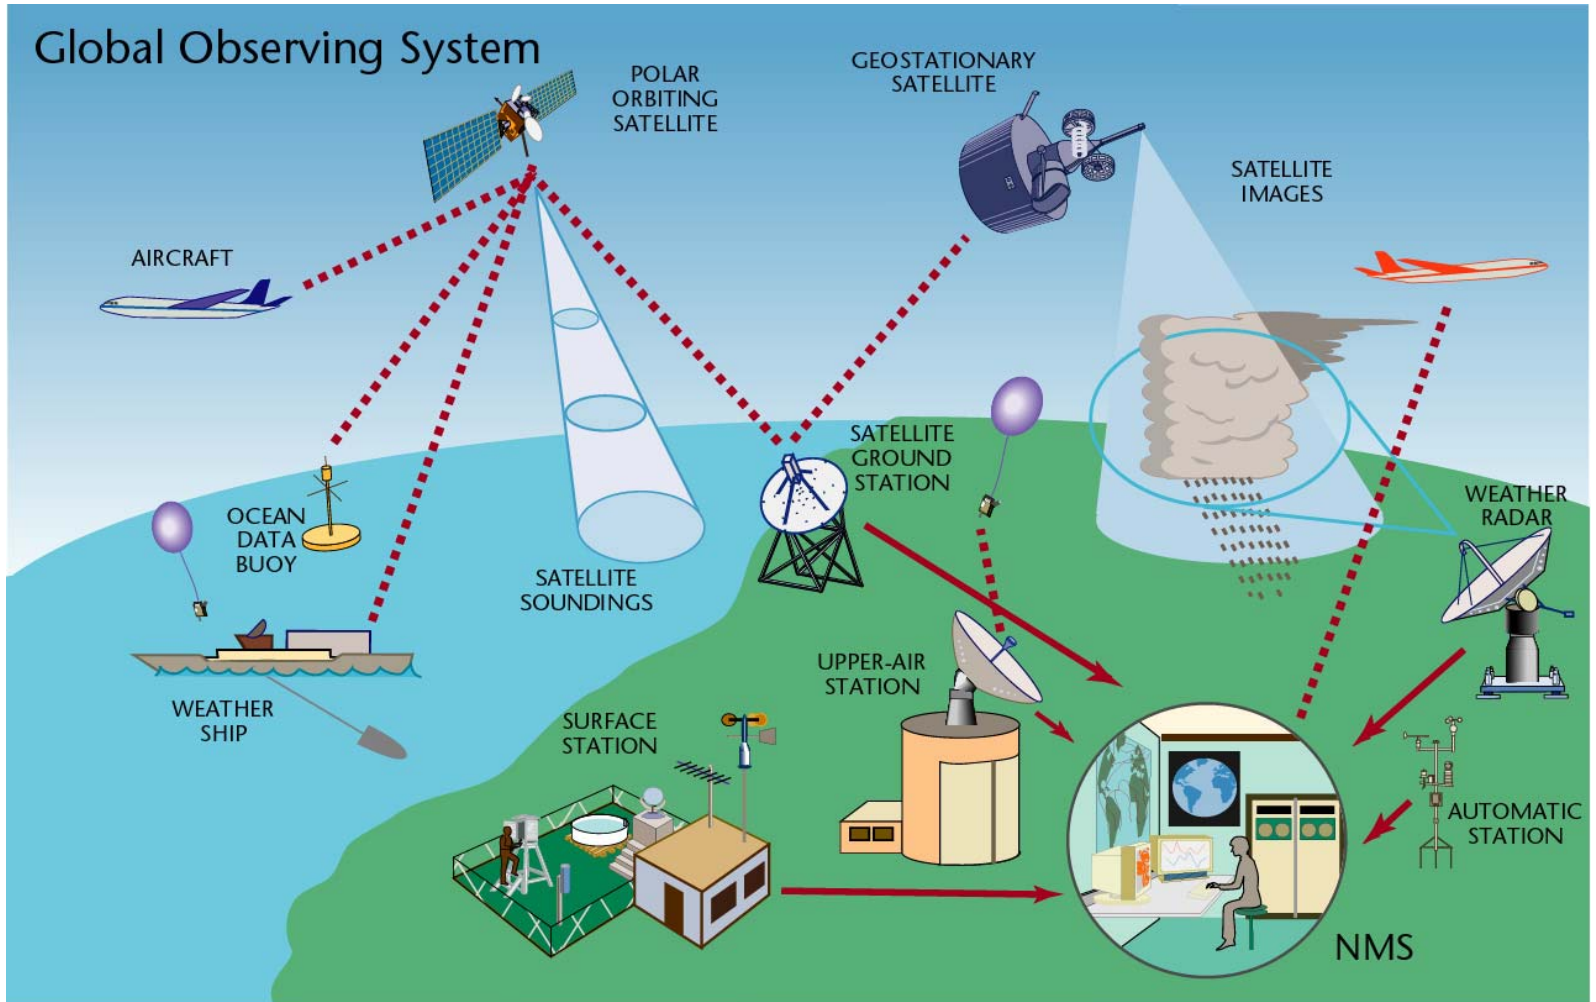 Global Observing System
POLAR
ORBITING
SATELLITE
GEOSTATIONARY
SATELLITE
SATELLITE
IMAGES
AIRCRAFT
OCEAN
DATA
BUOY
SATELLITE
SOUNDINGS
SATELLITE
GROUND
STATION
WEATHER
RADAR
WEATHER
SHIP
UPPER-AIR
STATION
SURFACE
STATION
AUTOMATIC
STATION
NMS